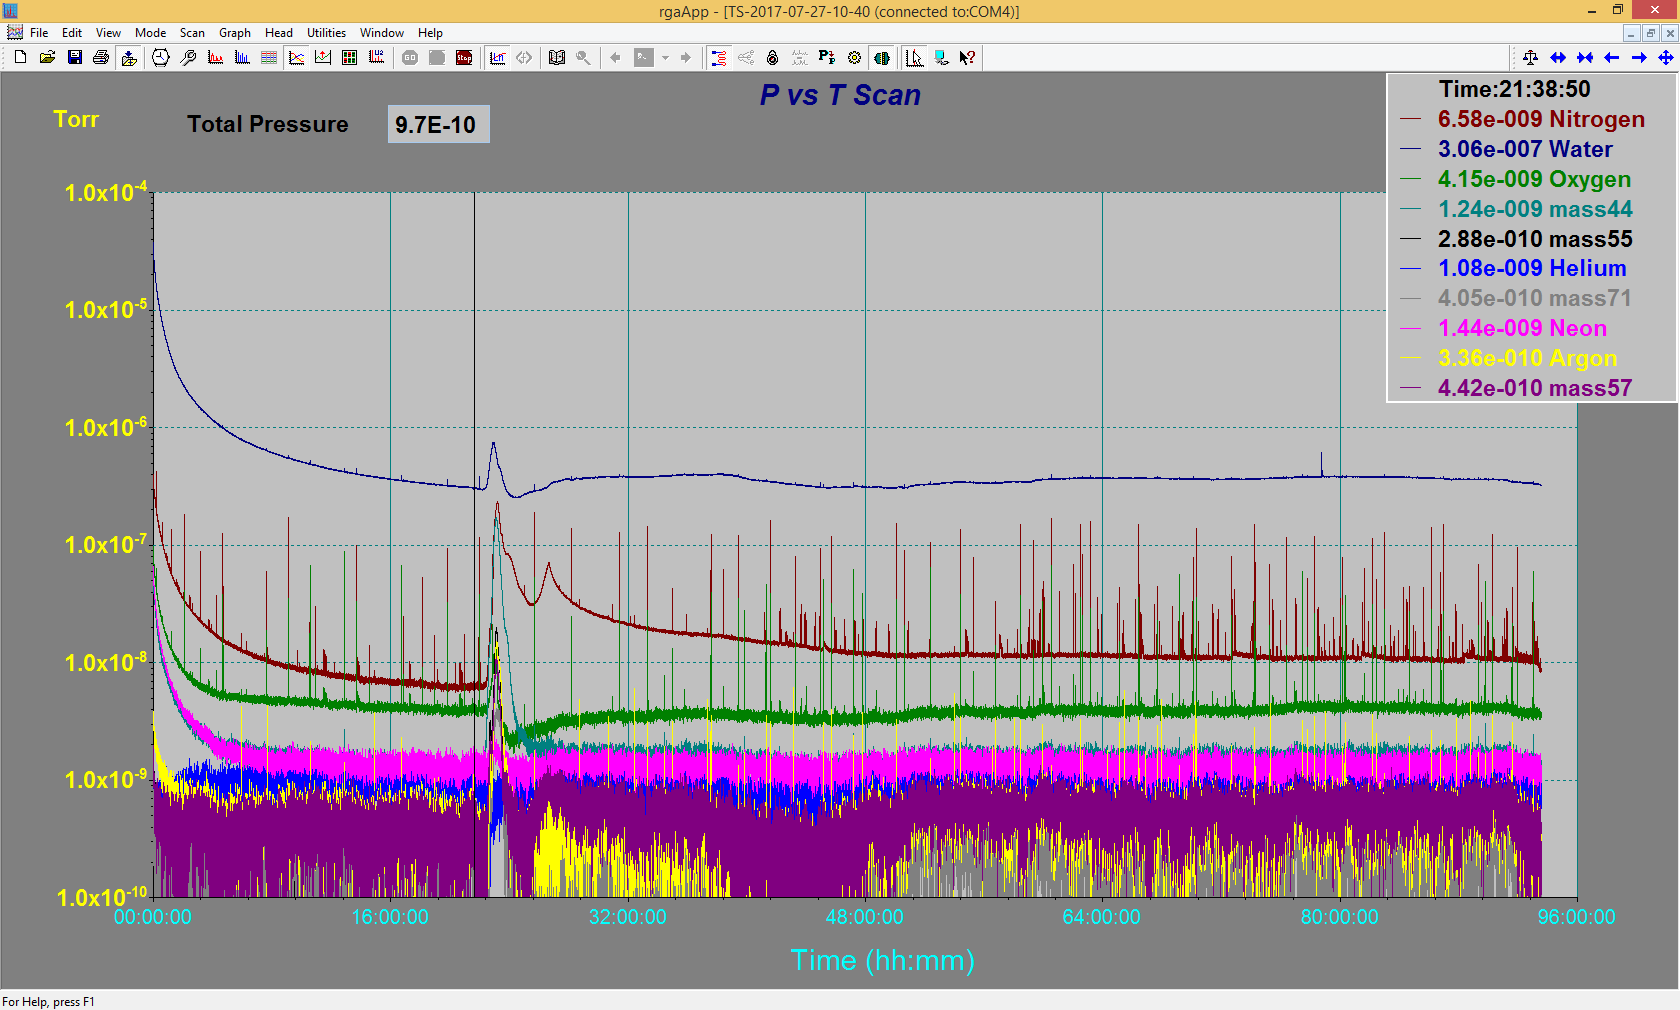 rgaApp - [TS-2017-07-27-10-40 (connected to:COM4)]
File Edit View Mode Scan Graph Head Utilities Window Help
GO Stop
P vs T Scan
Torr
Total Pressure 9.7E-10
Time:21:38:50
6.58e-009 Nitrogen
3.06e-007 Water
4.15e-009 Oxygen
1.24e-009 mass44
2.88e-010 mass55
1.08e-009 Helium
4.05e-010 mass71
1.44e-009 Neon
3.36e-010 Argon
4.42e-010 mass57
1.0x10-4
1.0x10-5
1.0x10-6
1.0x10-7
1.0x10-8
1.0x10-9
1.0x10-10
00:00:00 16:00:00 32:00:00 48:00:00 64:00:00 80:00:00 96:00:00
Time (hh:mm)
For Help, press F1